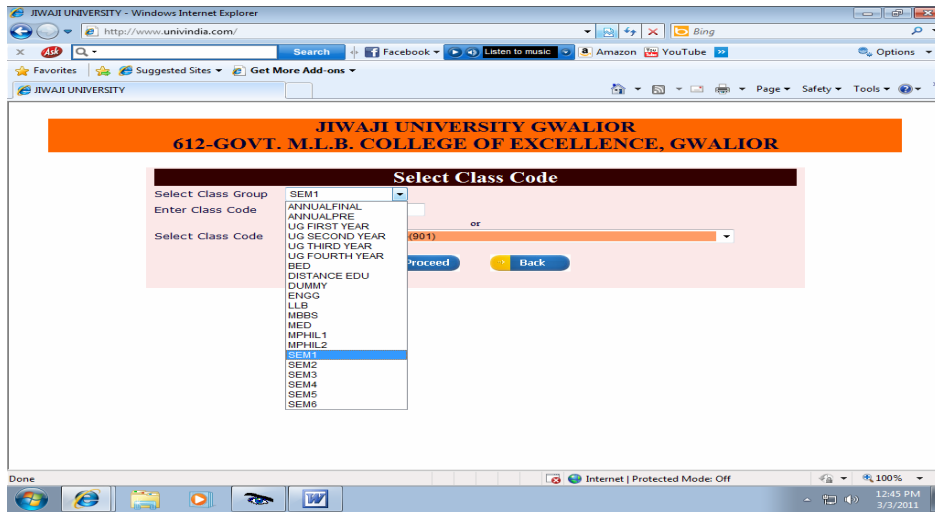 JIWAJI UNIVERSITY - Windows Internet Explorer
http://www.univindia.com/
Bing
Ask
Search
Facebook
Listen to music
Amazon
YouTube
Options
Favorites
Suggested Sites
Get More Add-ons
JIWAJI UNIVERSITY
Page
Safety
Tools
JIWAJI UNIVERSITY GWALIOR
612-GOVT. M.L.B. COLLEGE OF EXCELLENCE, GWALIOR
Select Class Code
Select Class Group SEM1
Enter Class Code
or
Select Class Code (901)
Proceed Back
ANNUALFINAL
ANNUALPRE
UG FIRST YEAR
UG SECOND YEAR
UG THIRD YEAR
UG FOURTH YEAR
BED
DISTANCE EDU
DUMMY
ENGG
LLB
MBBS
MED
MPHIL1
MPHIL2
SEM1
SEM2
SEM3
SEM4
SEM5
SEM6
Done
Internet | Protected Mode: Off
100%
12:45 PM
3/3/2011